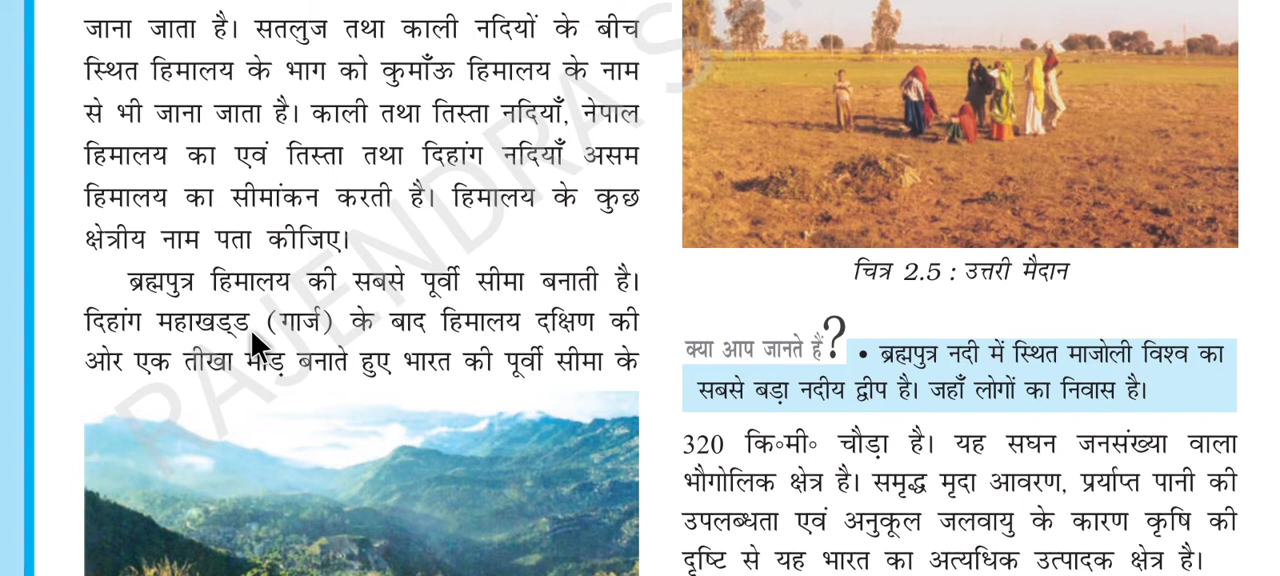 जाना जाता है। सतलुज तथा काली नदियों के बीच
स्थित हिमालय के भाग को कुमाँऊ हिमालय के नाम
से भी जाना जाता है। काली तथा तिस्ता नदियाँ, नेपाल
हिमालय का एवं तिस्ता तथा दिहांग नदियाँ असम
हिमालय का सीमांकन करती है। हिमालय के कुछ
क्षेत्रीय नाम पता कीजिए।
ब्रह्मपुत्र हिमालय की सबसे पूर्वी सीमा बनाती है।
दिहांग महाखड्ड (गार्ज) के बाद हिमालय दक्षिण की
ओर एक तीखा मोड़ बनाते हुए भारत की पूर्वी सीमा के
चित्र 2.5 : उत्तरी मैदान
क्या आप जानते हैं? • ब्रह्मपुत्र नदी में स्थित माजोली विश्व का
सबसे बड़ा नदीय द्वीप है। जहाँ लोगों का निवास है।
320 कि॰मी॰ चौड़ा है। यह सघन जनसंख्या वाला
भौगोलिक क्षेत्र है। समृद्ध मृदा आवरण, प्रर्याप्त पानी की
उपलब्धता एवं अनुकूल जलवायु के कारण कृषि की
दृष्टि से यह भारत का अत्यधिक उत्पादक क्षेत्र है।
RAJENDRA